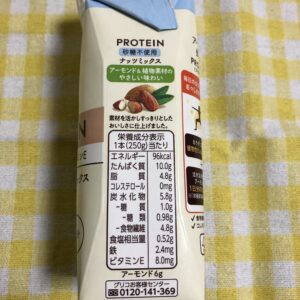 PROTEIN
砂糖不使用
ナッツミックス
アーモンド& 植物素材の
やさしい味わい
素材を活かしすっきりとした
おいしさに仕上げました。
栄養成分表示
1本(250g)当たり
エネルギー 96kcal
たんぱく質 10.0g
脂質 4.8g
コレステロール 0mg
炭水化物 5.8g
-糖質 1.0g
-糖類 0.98g
-食物繊維 4.8g
食塩相当量 0.52g
鉄 2.4mg
ビタミンE 8.0mg
アーモンド6g
グリコお客様センター
0120-141-369